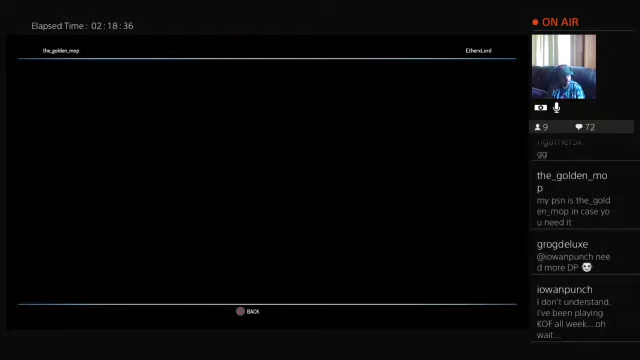 Elapsed Time: 02:18:36
ON AIR
the_golden_mop
EtherxLord
9
72
gg
the_golden_mo
p
my psn is the_gold
en_mop in case yo
u need it
grogdeluxe
@iowanpunch nee
d more DP
iowanpunch
I don't understand.
I've been playing
KOF all week....oh
wait...
BACK